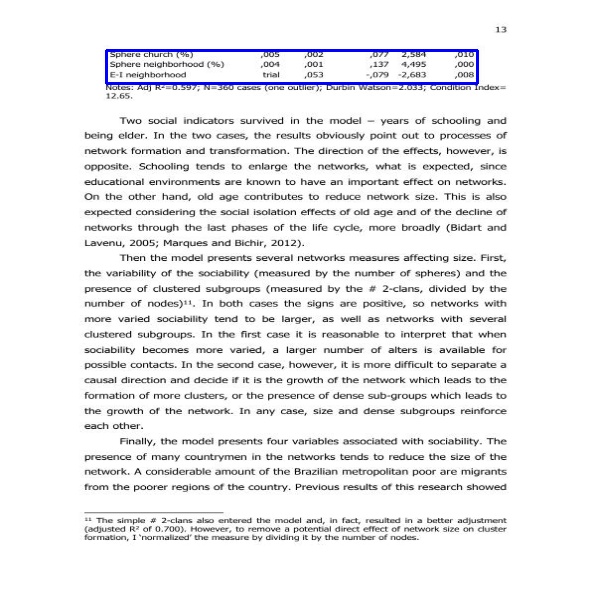 13
Sphere church (%) ,005 ,002 ,077 2,584 ,010
Sphere neighborhood (%) ,004 ,001 ,137 4,495 ,000
E-I neighborhood trial ,053 -,079 -2,683 ,008
Notes: Adj R²=0.597; N=360 cases (one outlier); Durbin Watson=2.033; Condition Index=
12.65.
Two social indicators survived in the model – years of schooling and
being elder. In the two cases, the results obviously point out to processes of
network formation and transformation. The direction of the effects, however, is
opposite. Schooling tends to enlarge the networks, what is expected, since
educational environments are known to have an important effect on networks.
On the other hand, old age contributes to reduce network size. This is also
expected considering the social isolation effects of old age and of the decline of
networks through the last phases of the life cycle, more broadly (Bidart and
Lavenu, 2005; Marques and Bichir, 2012).
Then the model presents several networks measures affecting size. First,
the variability of the sociability (measured by the number of spheres) and the
presence of clustered subgroups (measured by the # 2-clans, divided by the
number of nodes)¹¹. In both cases the signs are positive, so networks with
more varied sociability tend to be larger, as well as networks with several
clustered subgroups. In the first case it is reasonable to interpret that when
sociability becomes more varied, a larger number of alters is available for
possible contacts. In the second case, however, it is more difficult to separate a
causal direction and decide if it is the growth of the network which leads to the
formation of more clusters, or the presence of dense sub-groups which leads to
the growth of the network. In any case, size and dense subgroups reinforce
each other.
Finally, the model presents four variables associated with sociability. The
presence of many countrymen in the networks tends to reduce the size of the
network. A considerable amount of the Brazilian metropolitan poor are migrants
from the poorer regions of the country. Previous results of this research showed
¹¹ The simple # 2-clans also entered the model and, in fact, resulted in a better adjustment
(adjusted R² of 0.700). However, to remove a potential direct effect of network size on cluster
formation, I 'normalized' the measure by dividing it by the number of nodes.